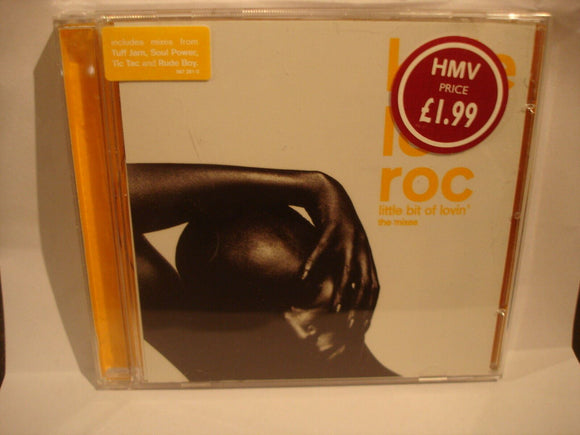 includes mixes from
Tuff Jam, Soul Power,
Tic Tac and Rude Boy.
HMV
PRICE
£1.99
roc
little bit of lovin'
the mixes